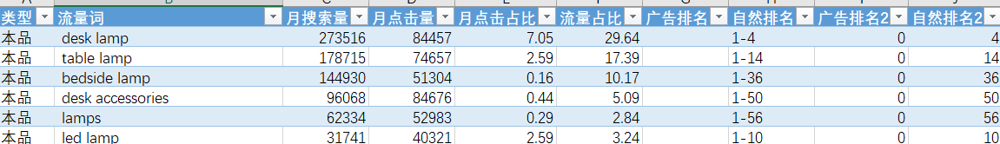 类型 流量词 月搜索量 月点击量 月点击占比 流量占比 广告排名 自然排名 广告排名2 自然排名2
本品 desk lamp 273516 84457 7.05 29.64 1-4 0 4
本品 table lamp 178715 74657 2.59 17.39 1-14 0 14
本品 bedside lamp 144930 51304 0.16 10.17 1-36 0 36
本品 desk accessories 96068 84676 0.44 5.09 1-50 0 50
本品 lamps 62334 52983 0.29 2.84 1-56 0 56
本品 led lamp 31741 40321 2.59 3.24 1-10 0 10